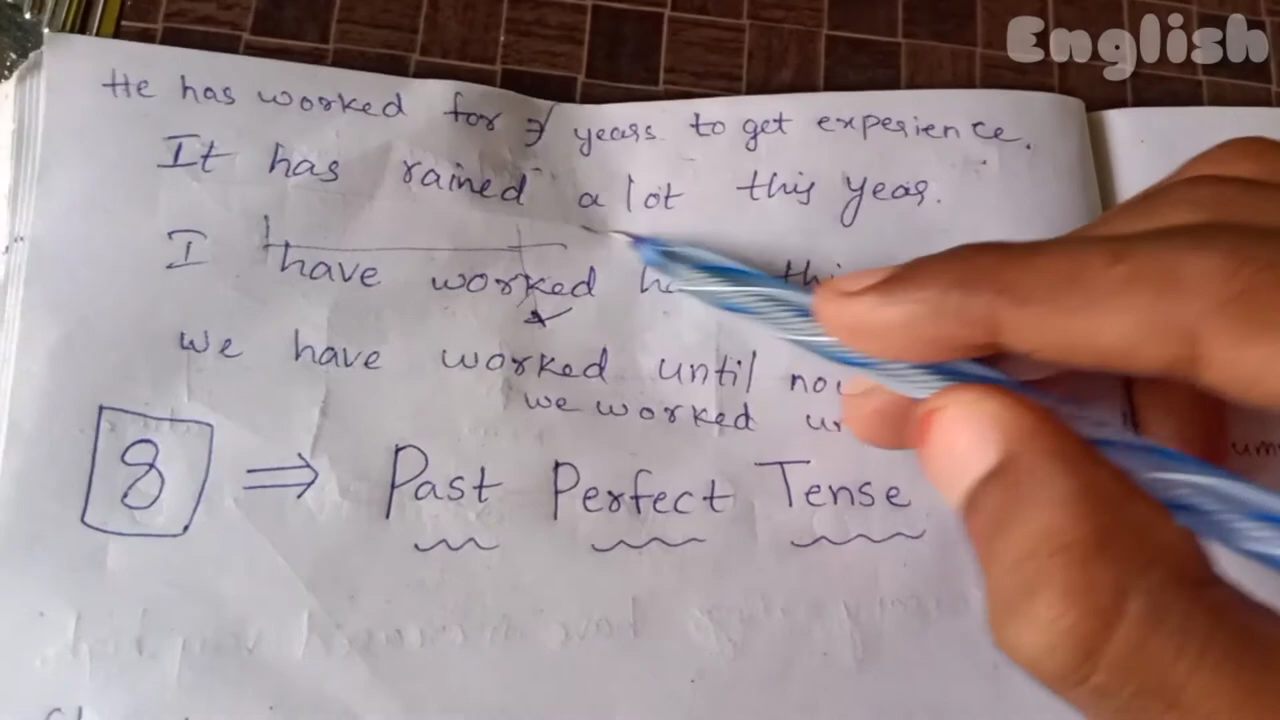 English
He has worked for 7 years to get experience.
It has rained a lot this year.
I have worked
we have worked until
we worked
8 ⇒ Past Perfect Tense